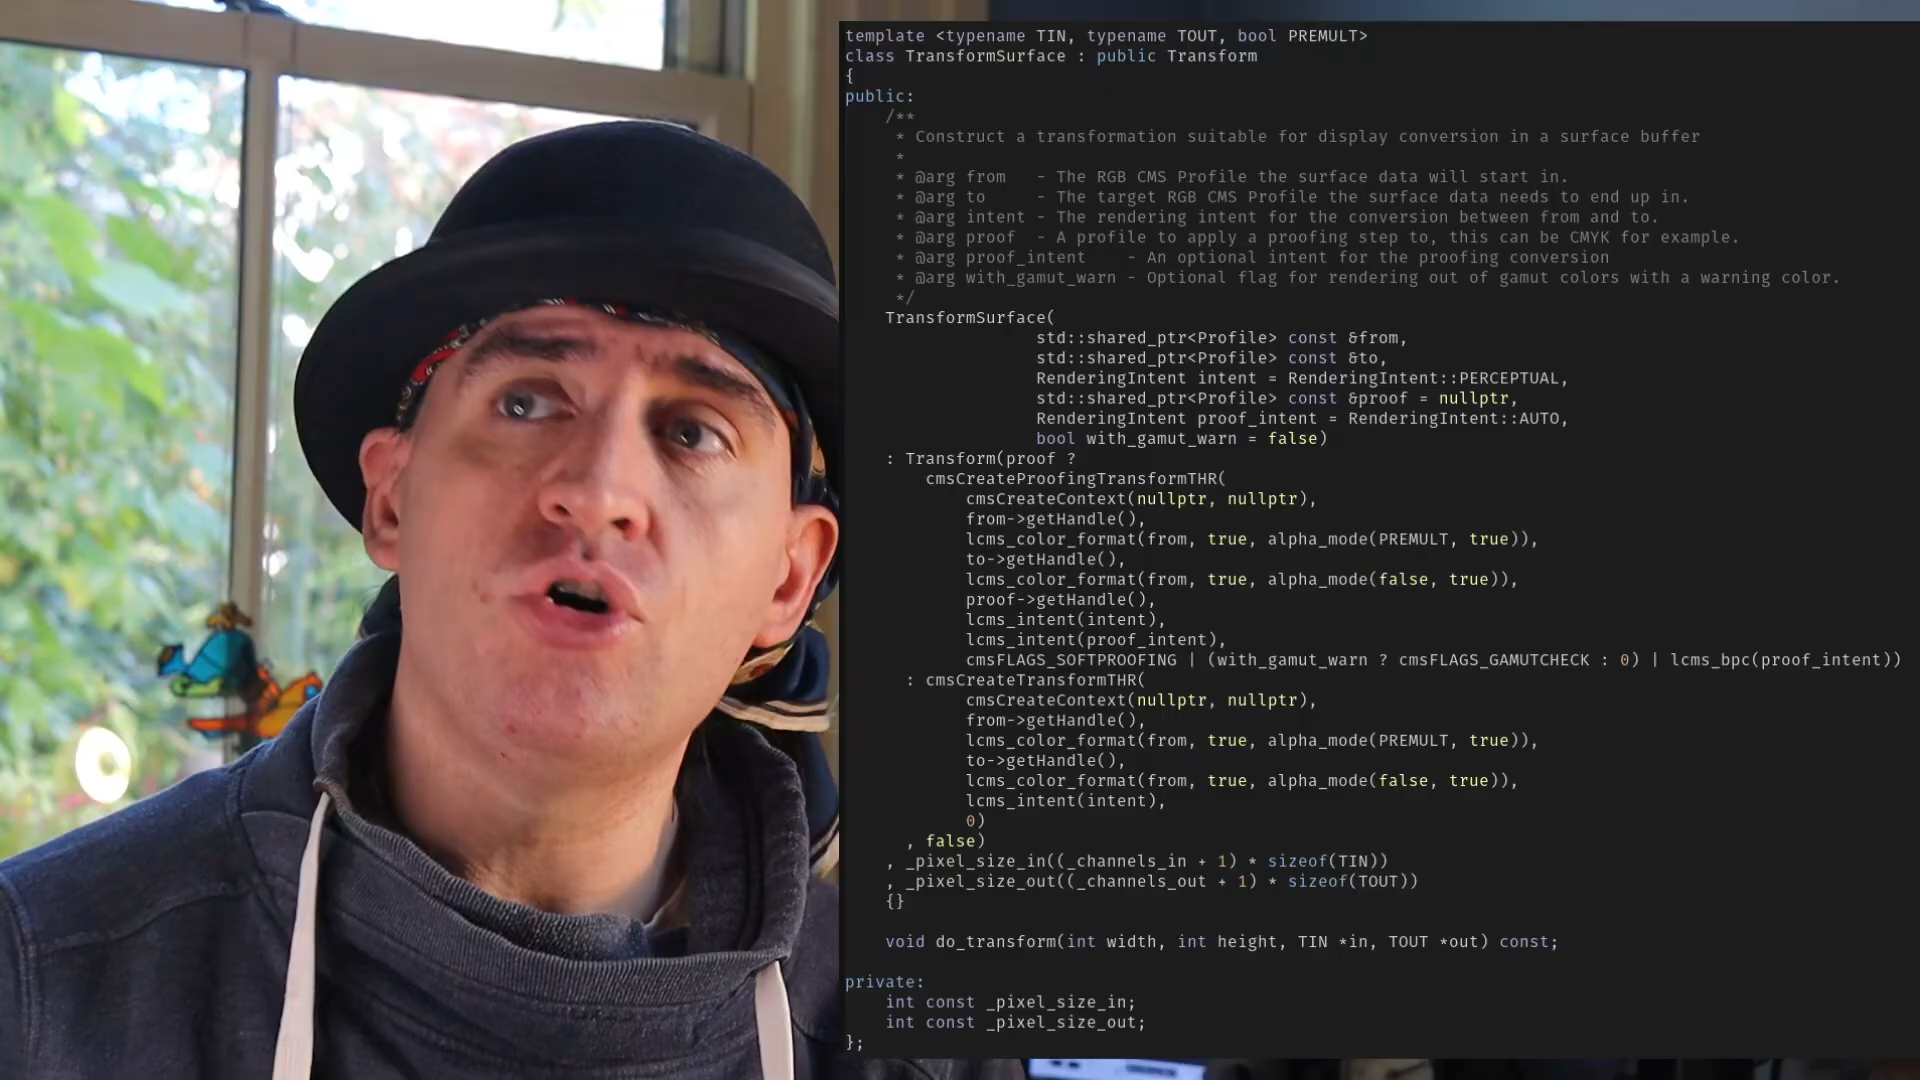 template <typename TIN, typename TOUT, bool PREMULT>
class TransformSurface : public Transform
{
public:
    /**
     * Construct a transformation suitable for display conversion in a surface buffer
     *
     * @arg from   - The RGB CMS Profile the surface data will start in.
     * @arg to     - The target RGB CMS Profile the surface data needs to end up in.
     * @arg intent - The rendering intent for the conversion between from and to.
     * @arg proof  - A profile to apply a proofing step to, this can be CMYK for example.
     * @arg proof_intent    - An optional intent for the proofing conversion
     * @arg with_gamut_warn - Optional flag for rendering out of gamut colors with a warning color.
     */
    TransformSurface(
                   std::shared_ptr<Profile> const &from,
                   std::shared_ptr<Profile> const &to,
                   RenderingIntent intent = RenderingIntent::PERCEPTUAL,
                   std::shared_ptr<Profile> const &proof = nullptr,
                   RenderingIntent proof_intent = RenderingIntent::AUTO,
                   bool with_gamut_warn = false)
    : Transform(proof ?
        cmsCreateProofingTransformTHR(
            cmsCreateContext(nullptr, nullptr),
            from->getHandle(),
            lcms_color_format(from, true, alpha_mode(PREMULT, true)),
            to->getHandle(),
            lcms_color_format(from, true, alpha_mode(false, true)),
            proof->getHandle(),
            lcms_intent(intent),
            lcms_intent(proof_intent),
            cmsFLAGS_SOFTPROOFING | (with_gamut_warn ? cmsFLAGS_GAMUTCHECK : 0) | lcms_bpc(proof_intent))
      : cmsCreateTransformTHR(
            cmsCreateContext(nullptr, nullptr),
            from->getHandle(),
            lcms_color_format(from, true, alpha_mode(PREMULT, true)),
            to->getHandle(),
            lcms_color_format(from, true, alpha_mode(false, true)),
            lcms_intent(intent),
            0)
      , false)
    , _pixel_size_in((_channels_in + 1) * sizeof(TIN))
    , _pixel_size_out((_channels_out + 1) * sizeof(TOUT))
    {}

    void do_transform(int width, int height, TIN *in, TOUT *out) const;

private:
    int const _pixel_size_in;
    int const _pixel_size_out;
};